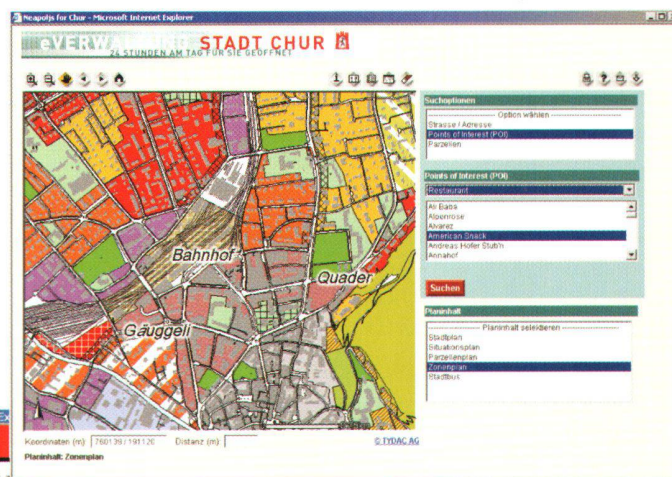 Neapoljs for Chur - Microsoft Internet Explorer
STADT CHUR
24 STUNDEN AM TAG FÜR SIE GEÖFFNET
Bahnhof
Quader
Gäuggeli
Koordinaten (m): 760139 / 191120 Distanz (m):
© TYDAC AG
Planinhalt: Zonenplan
Suchoptionen
Option wählen
Strasse / Adresse
Points of Interest (POI)
Parzellen
Points of Interest (POI)
Restaurant
Ali Baba
Alpenrose
Alvarez
American Snack
Andreas Hofer Stub'n
Annahof
Suchen
Planinhalt
Planinhalt selektieren
Stadtplan
Situationsplan
Parzellenplan
Zonenplan
Stadtbus